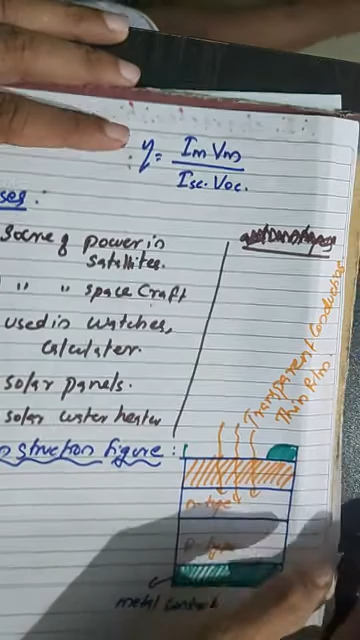 η = Im Vm
Isc. Voc.
ses :
Source of power in
satellites.
" " space craft
used in watches,
calculater.
solar panels.
solar water heater
nstruction figure :
Transparent Conducting
Thin Film.
n-type
p-type
metal contact